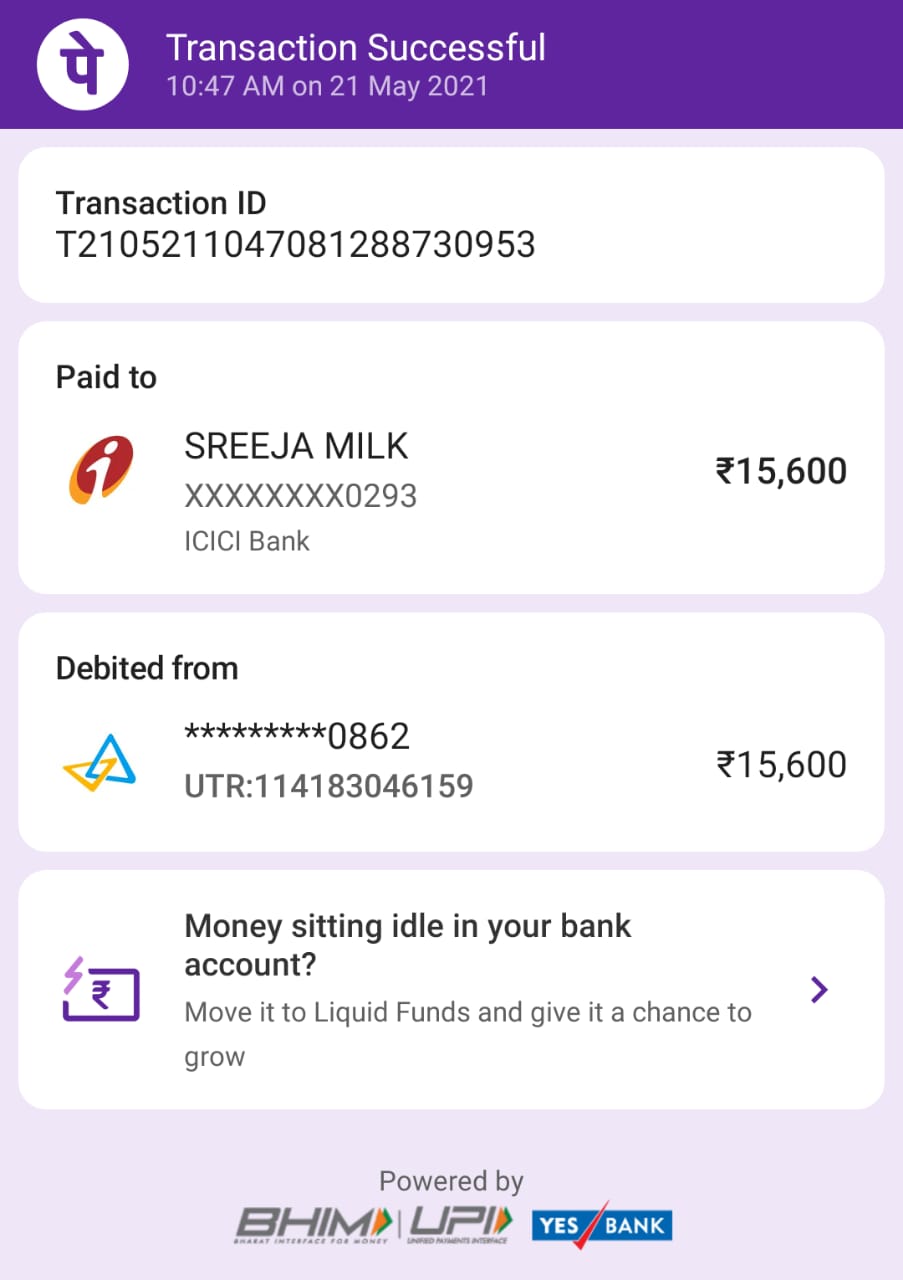 पे
Transaction Successful
10:47 AM on 21 May 2021
Transaction ID
T2105211047081288730953
Paid to
SREEJA MILK
XXXXXXXX0293
ICICI Bank
₹15,600
Debited from
*********0862
UTR:114183046159
₹15,600
Money sitting idle in your bank
account?
Move it to Liquid Funds and give it a chance to
grow
₹
Powered by
BHIM
BHARAT INTERFACE FOR MONEY
UPI
UNIFIED PAYMENTS INTERFACE
YES BANK